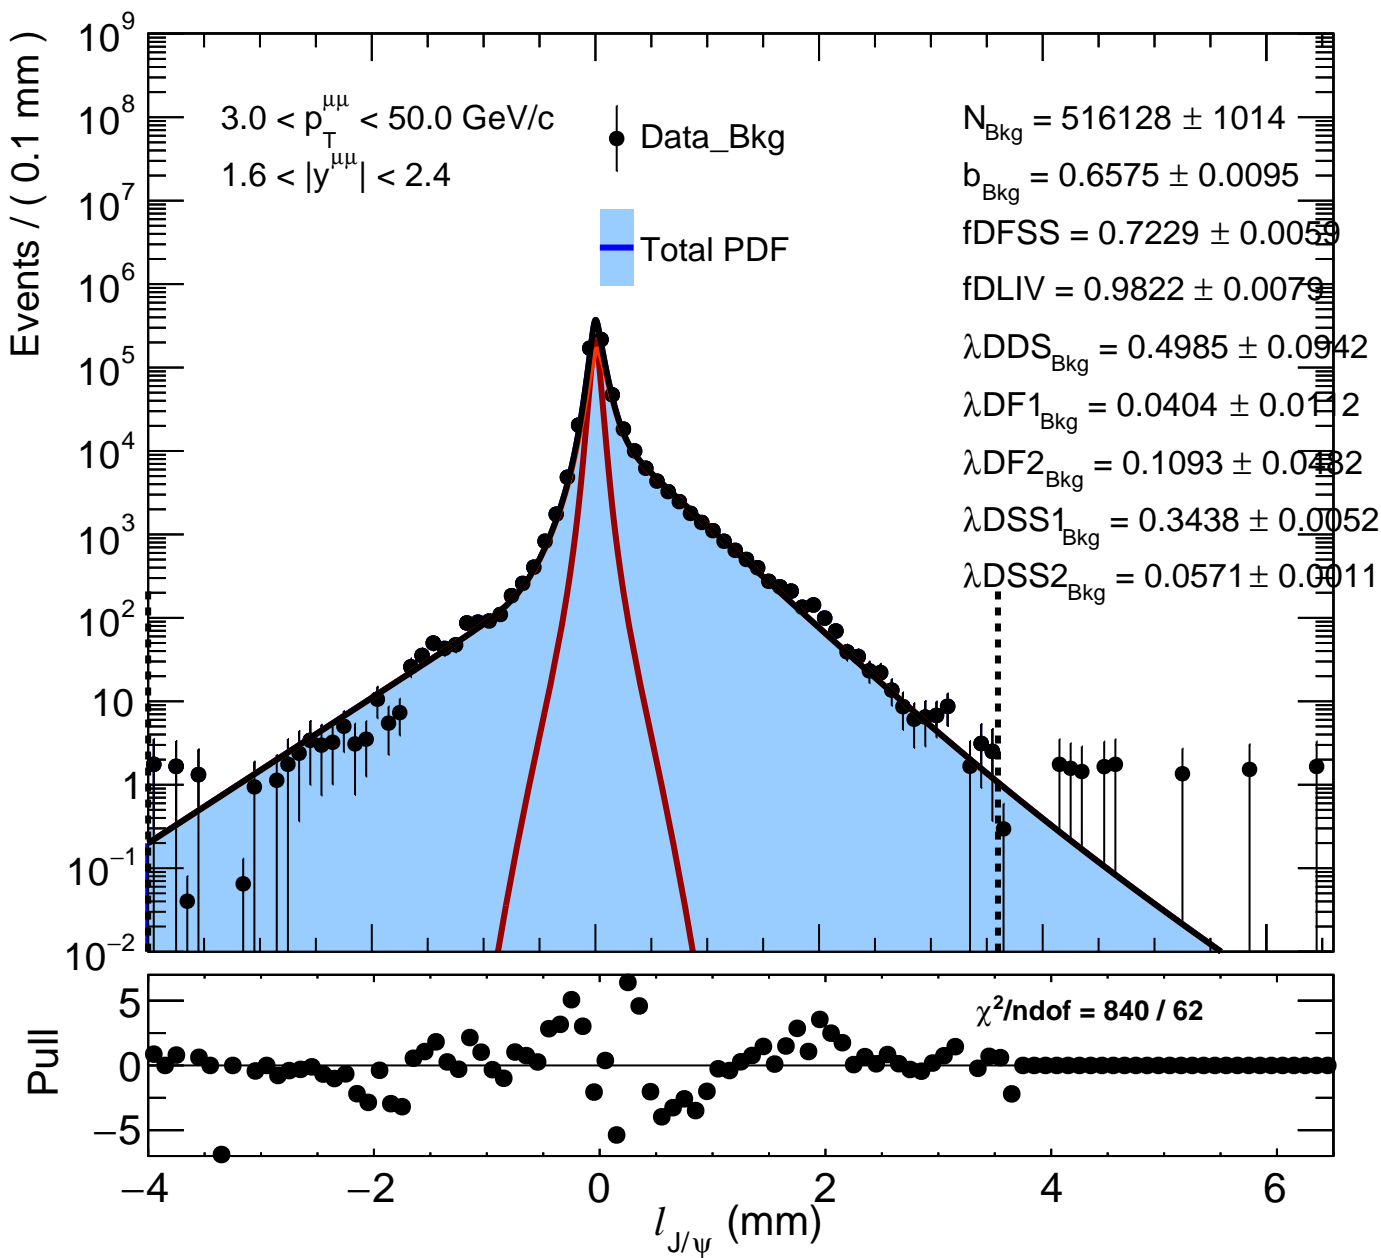 10^9
10^8
10^7
10^6
10^5
10^4
10^3
10^2
10
1
10^−1
10^−2
Events / ( 0.1 mm )
3.0 < p_T^μμ < 50.0 GeV/c
1.6 < |y^μμ| < 2.4
Data_Bkg
Total PDF
N_Bkg = 516128 ± 1014
b_Bkg = 0.6575 ± 0.0095
fDFSS = 0.7229 ± 0.0059
fDLIV = 0.9822 ± 0.0079
λDDS_Bkg = 0.4985 ± 0.0942
λDF1_Bkg = 0.0404 ± 0.0112
λDF2_Bkg = 0.1093 ± 0.0482
λDSS1_Bkg = 0.3438 ± 0.0052
λDSS2_Bkg = 0.0571 ± 0.0011
5
0
−5
Pull
χ²/ndof = 840 / 62
−4 −2 0 2 4 6
l_J/ψ (mm)